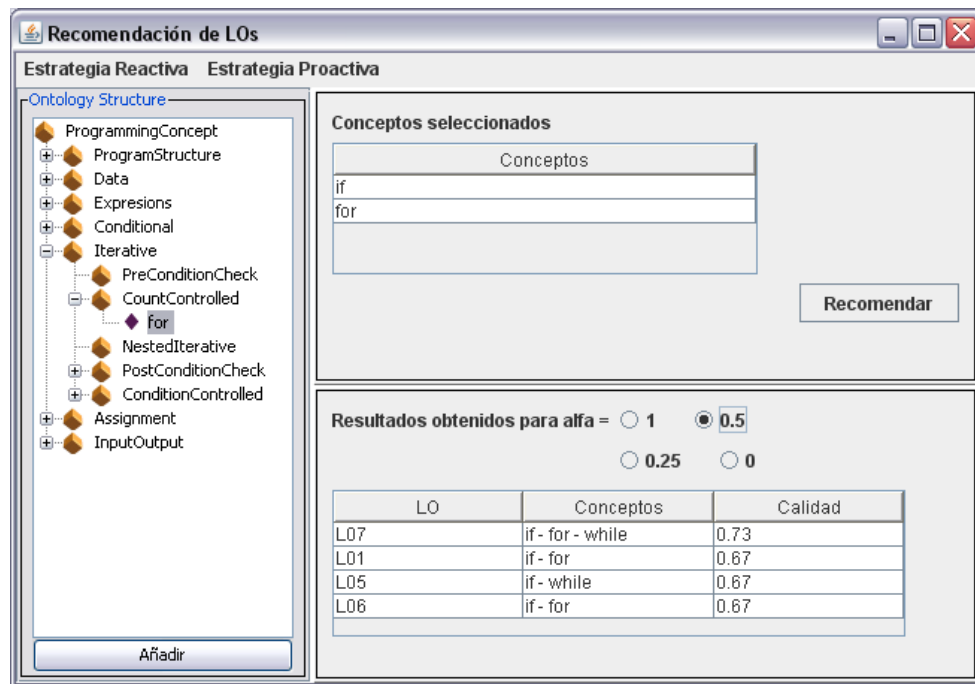 Recomendación de LOs
Estrategia Reactiva Estrategia Proactiva
Ontology Structure
ProgrammingConcept
ProgramStructure
Data
Expresions
Conditional
Iterative
PreConditionCheck
CountControlled
for
NestedIterative
PostConditionCheck
ConditionControlled
Assignment
InputOutput
Añadir
Conceptos seleccionados
Conceptos
if
for
Recomendar
Resultados obtenidos para alfa = 1 0.5
0.25 0
LO Conceptos Calidad
L07 if - for - while 0.73
L01 if - for 0.67
L05 if - while 0.67
L06 if - for 0.67